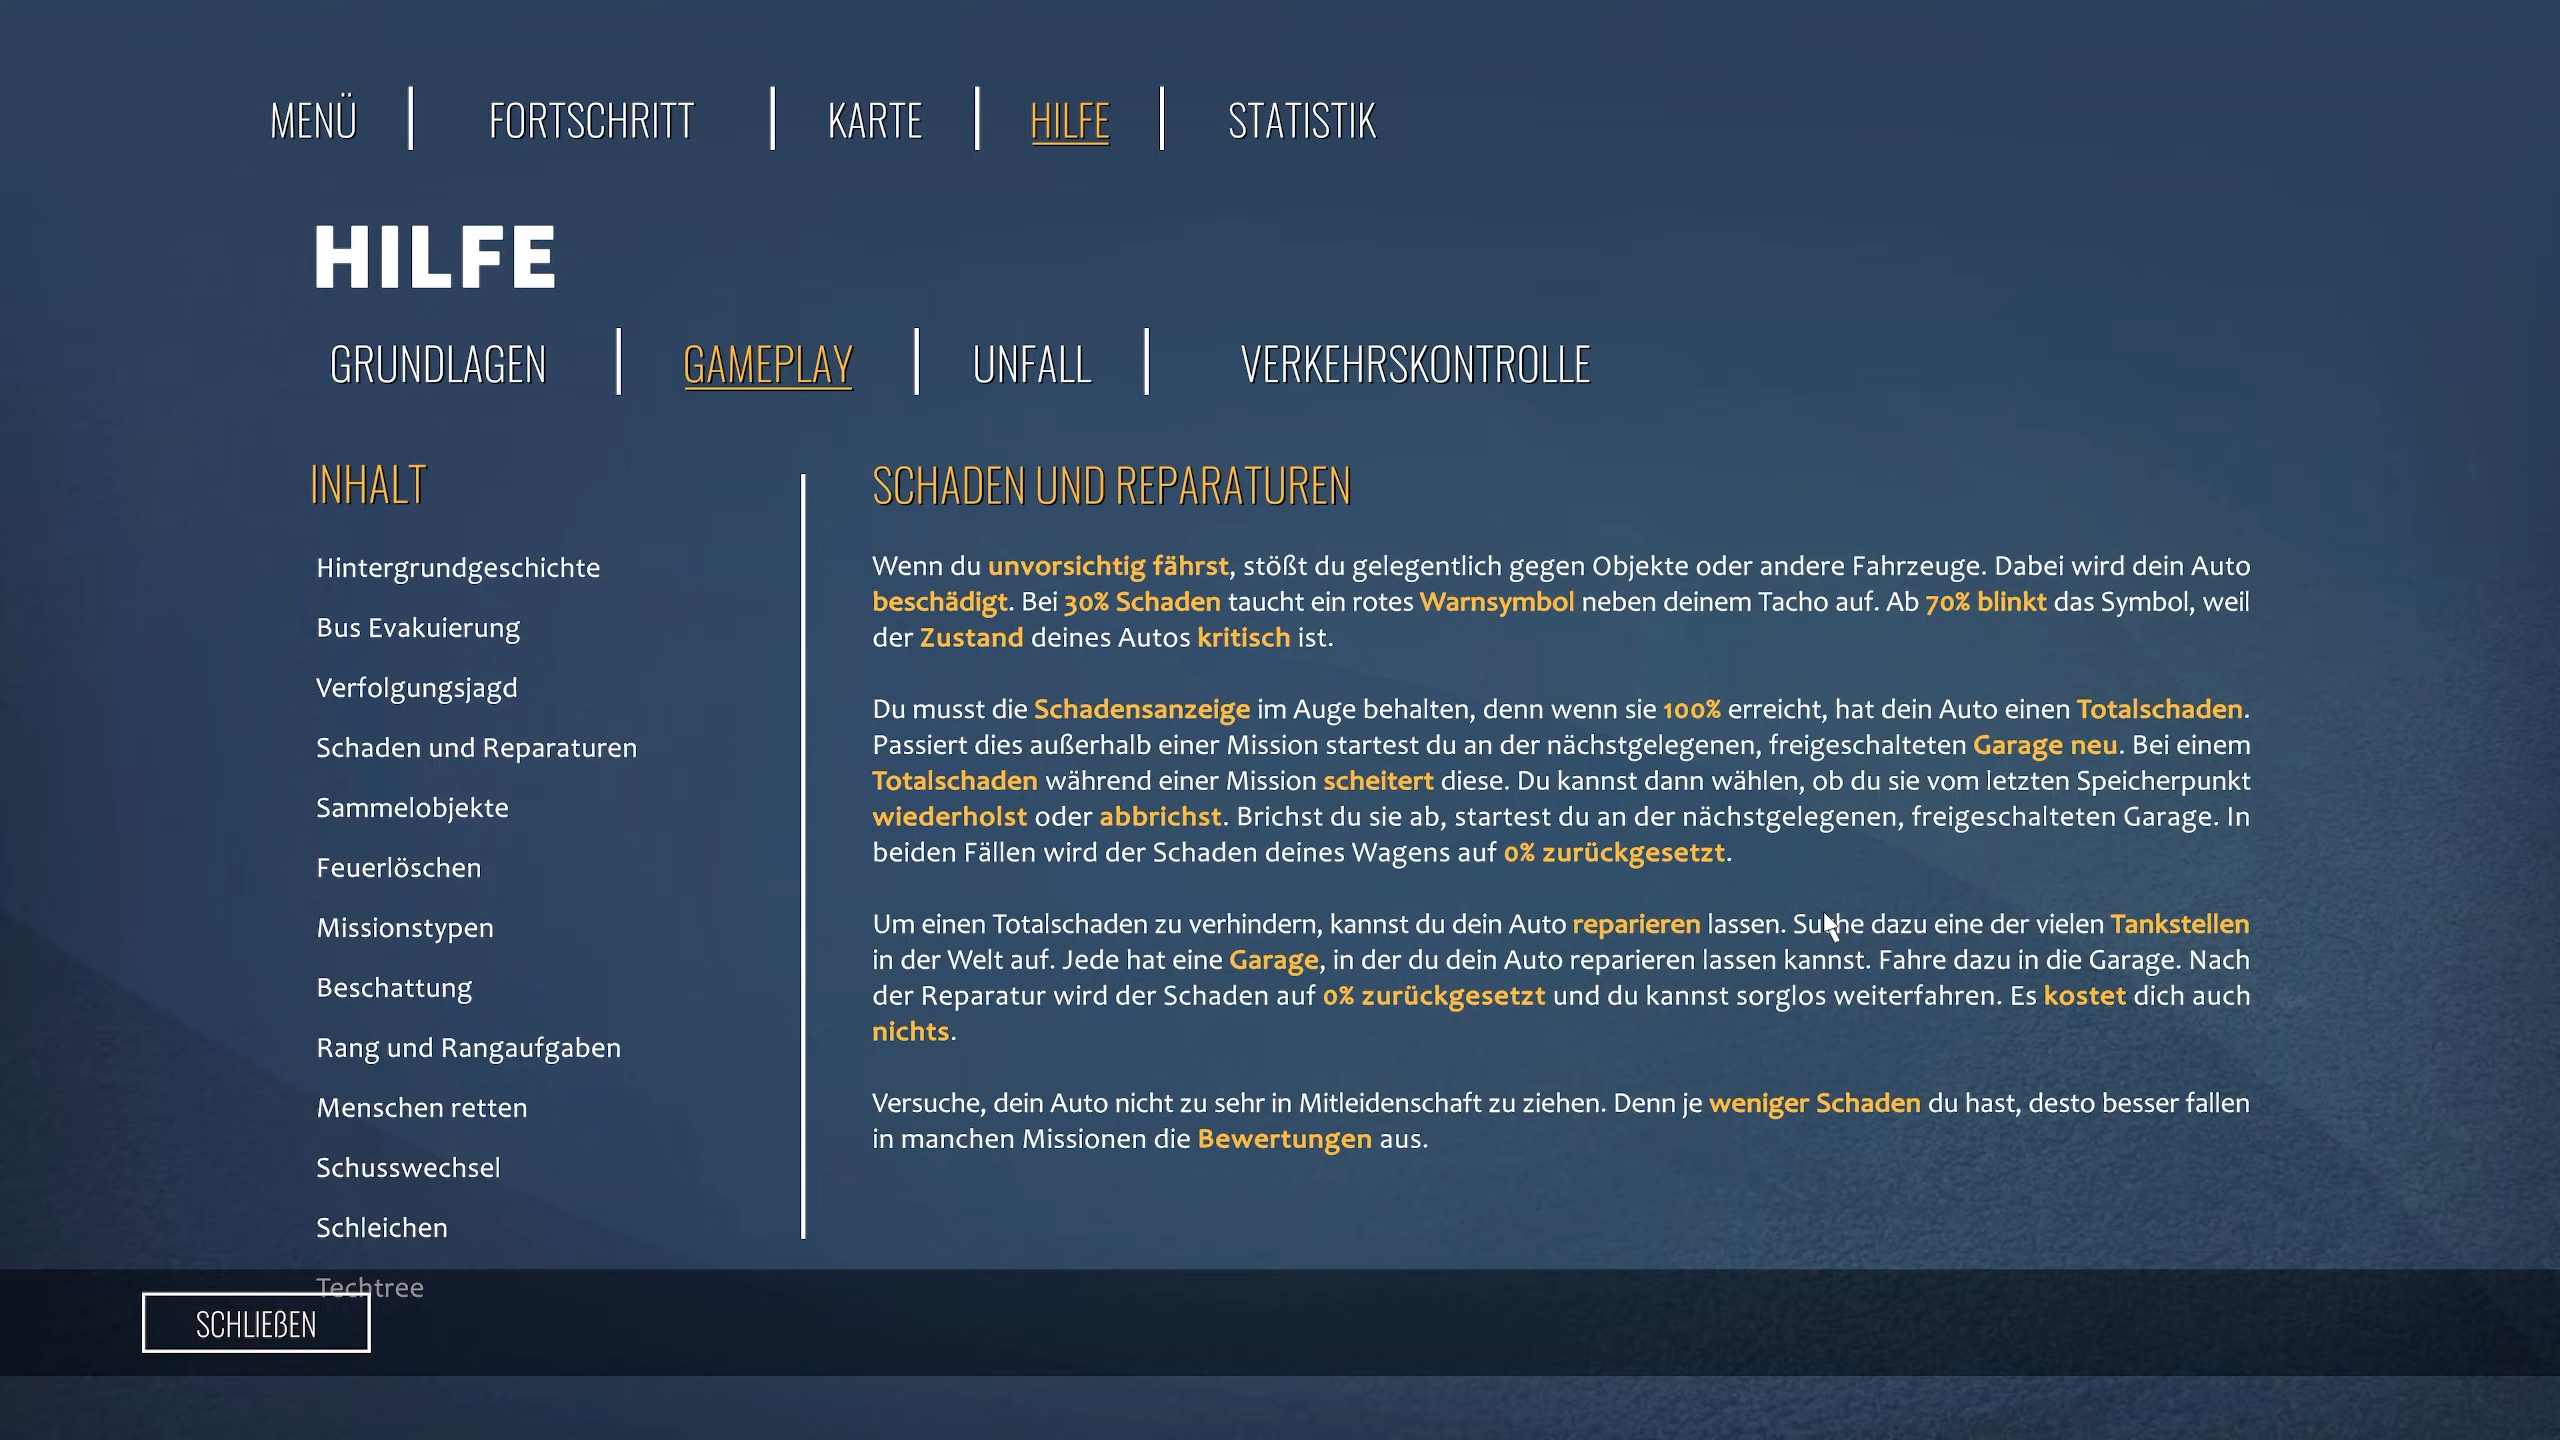 MENÜ
FORTSCHRITT
KARTE
HILFE
STATISTIK
HILFE
GRUNDLAGEN
GAMEPLAY
UNFALL
VERKEHRSKONTROLLE
INHALT
Hintergrundgeschichte
Bus Evakuierung
Verfolgungsjagd
Schaden und Reparaturen
Sammelobjekte
Feuerlöschen
Missionstypen
Beschattung
Rang und Rangaufgaben
Menschen retten
Schusswechsel
Schleichen
Techtree
SCHADEN UND REPARATUREN
Wenn du unvorsichtig fährst, stößt du gelegentlich gegen Objekte oder andere Fahrzeuge. Dabei wird dein Auto
beschädigt. Bei 30% Schaden taucht ein rotes Warnsymbol neben deinem Tacho auf. Ab 70% blinkt das Symbol, weil
der Zustand deines Autos kritisch ist.
Du musst die Schadensanzeige im Auge behalten, denn wenn sie 100% erreicht, hat dein Auto einen Totalschaden.
Passiert dies außerhalb einer Mission startest du an der nächstgelegenen, freigeschalteten Garage neu. Bei einem
Totalschaden während einer Mission scheitert diese. Du kannst dann wählen, ob du sie vom letzten Speicherpunkt
wiederholst oder abbrichst. Brichst du sie ab, startest du an der nächstgelegenen, freigeschalteten Garage. In
beiden Fällen wird der Schaden deines Wagens auf 0% zurückgesetzt.
Um einen Totalschaden zu verhindern, kannst du dein Auto reparieren lassen. Suche dazu eine der vielen Tankstellen
in der Welt auf. Jede hat eine Garage, in der du dein Auto reparieren lassen kannst. Fahre dazu in die Garage. Nach
der Reparatur wird der Schaden auf 0% zurückgesetzt und du kannst sorglos weiterfahren. Es kostet dich auch
nichts.
Versuche, dein Auto nicht zu sehr in Mitleidenschaft zu ziehen. Denn je weniger Schaden du hast, desto besser fallen
in manchen Missionen die Bewertungen aus.
SCHLIEßEN